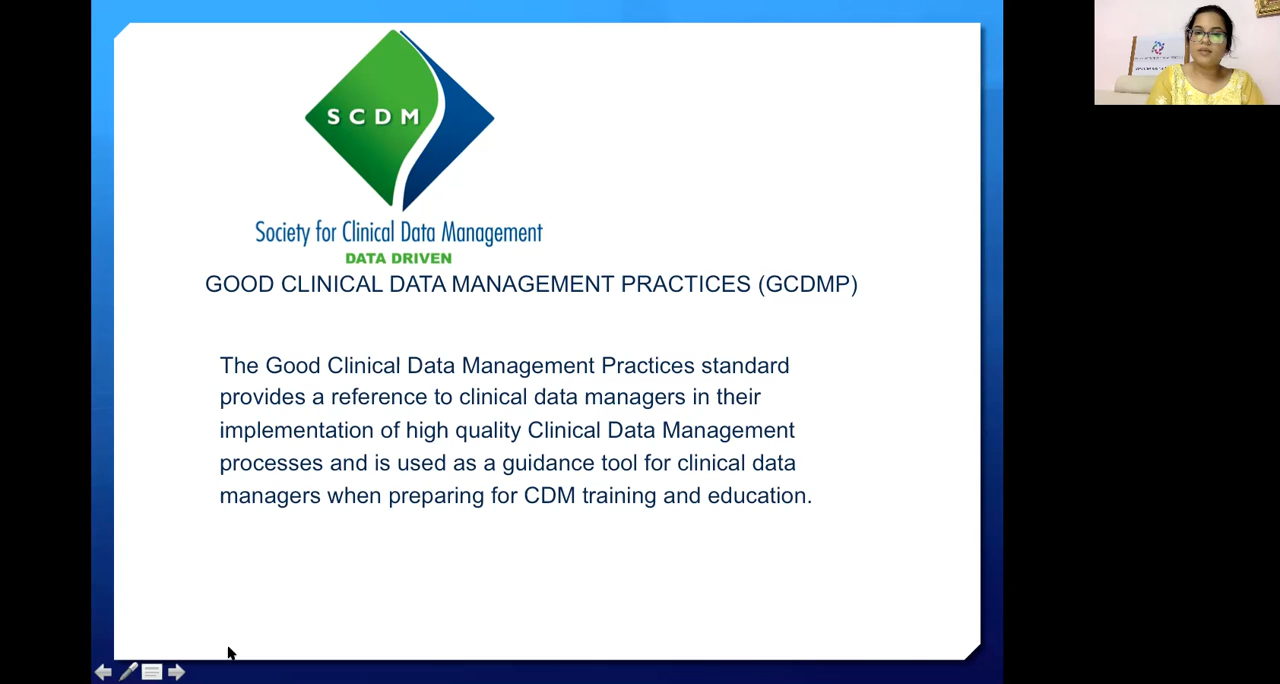 SCDM
Society for Clinical Data Management
DATA DRIVEN
GOOD CLINICAL DATA MANAGEMENT PRACTICES (GCDMP)
The Good Clinical Data Management Practices standard
provides a reference to clinical data managers in their
implementation of high quality Clinical Data Management
processes and is used as a guidance tool for clinical data
managers when preparing for CDM training and education.